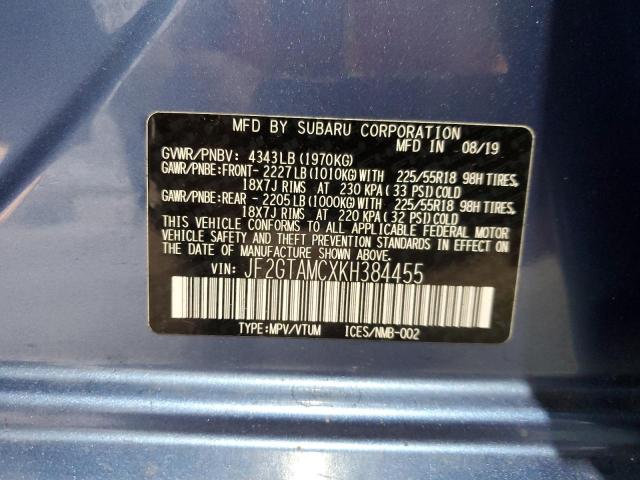 MFD BY SUBARU CORPORATION
MFD IN 08/19
GVWR/PNBV: 4343LB(1970KG)
GAWR/PNBE:FRONT- 2227LB(1010KG)WITH 225/55R18 98H TIRES,
18X7J RIMS AT 230 KPA(33 PSI)COLD
GAWR/PNBE:REAR - 2205LB(1000KG)WITH 225/55R18 98H TIRES,
18X7J RIMS AT 220 KPA(32 PSI)COLD
THIS VEHICLE CONFORMS TO ALL APPLICABLE FEDERAL MOTOR
VEHICLE SAFETY AND THEFT PREVENTION STANDARDS IN EFFECT ON
THE DATE OF MANUFACTURE SHOWN ABOVE.
VIN: JF2GTAMCXKH384455
TYPE:MPV/VTUM ICES/NMB-002